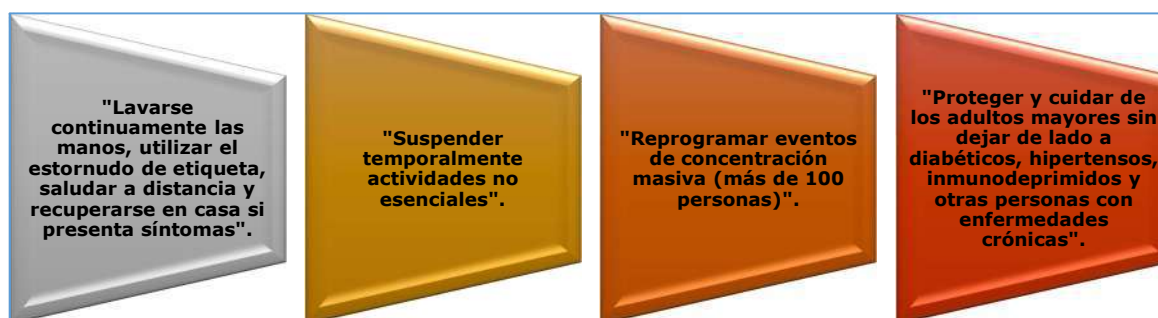 "Lavarse
continuamente las
manos, utilizar el
estornudo de etiqueta,
saludar a distancia y
recuperarse en casa si
presenta síntomas".
"Suspender
temporalmente
actividades no
esenciales".
"Reprogramar eventos
de concentración
masiva (más de 100
personas)".
"Proteger y cuidar de
los adultos mayores sin
dejar de lado a
diabéticos, hipertensos,
inmunodeprimidos y
otras personas con
enfermedades
crónicas".